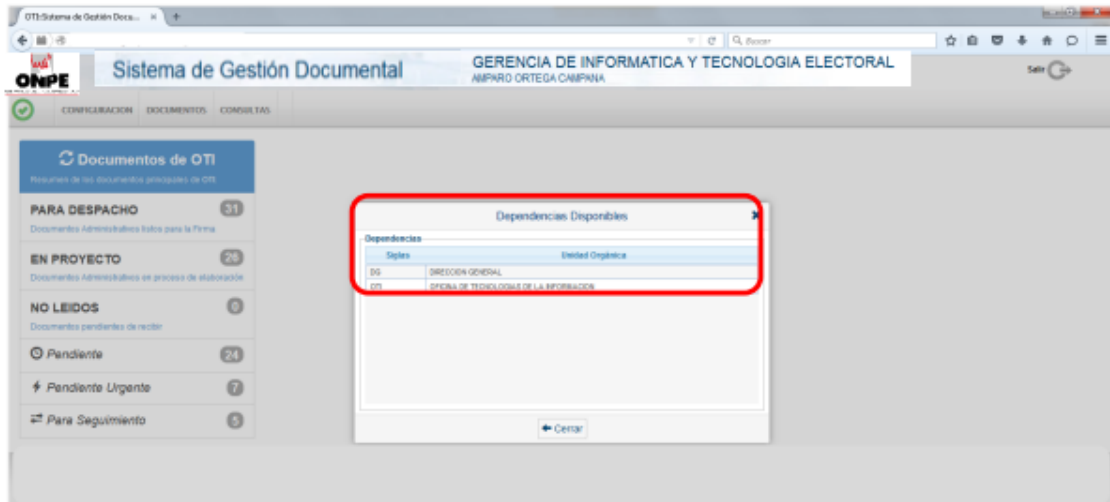 OTI:Sistema de Gestión Docu... ×
Buscar
ONPE
Sistema de Gestión Documental
GERENCIA DE INFORMATICA Y TECNOLOGIA ELECTORAL
AMPARO ORTEGA CAMPANA
Salir
CONFIGURACION DOCUMENTOS CONSULTAS
Documentos de OTI
Resumen de los documentos principales de OTI
PARA DESPACHO 31
Documentos Administrativos listos para la Firma
EN PROYECTO 26
Documentos Administrativos en proceso de elaboración
NO LEIDOS 0
Documentos pendientes de recibir
Pendiente 24
Pendiente Urgente 7
Para Seguimiento 5
Dependencias Disponibles
Dependencias
Siglas Unidad Orgánica
DG DIRECCION GENERAL
OTI OFICINA DE TECNOLOGIAS DE LA INFORMACION
Cerrar